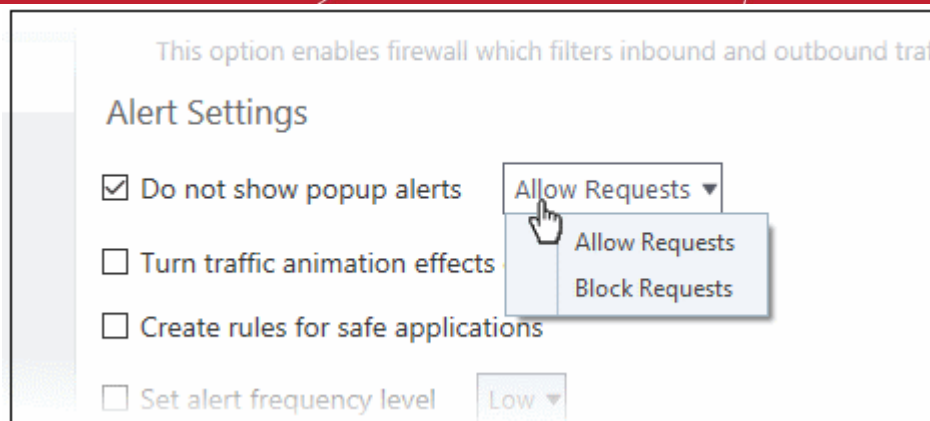 This option enables firewall which filters inbound and outbound traf
Alert Settings
Do not show popup alerts Allow Requests
Allow Requests
Turn traffic animation effects
Block Requests
Create rules for safe applications
Set alert frequency level Low